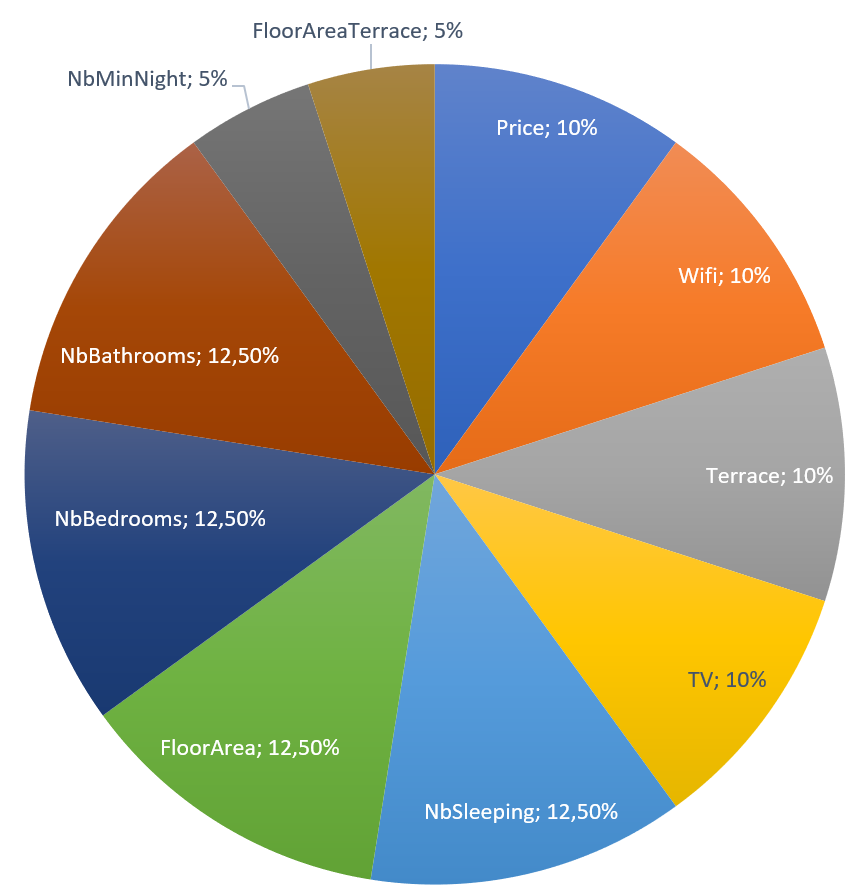 FloorAreaTerrace; 5%
NbMinNight; 5%
Price; 10%
Wifi; 10%
NbBathrooms; 12,50%
Terrace; 10%
NbBedrooms; 12,50%
TV; 10%
FloorArea; 12,50%
NbSleeping; 12,50%